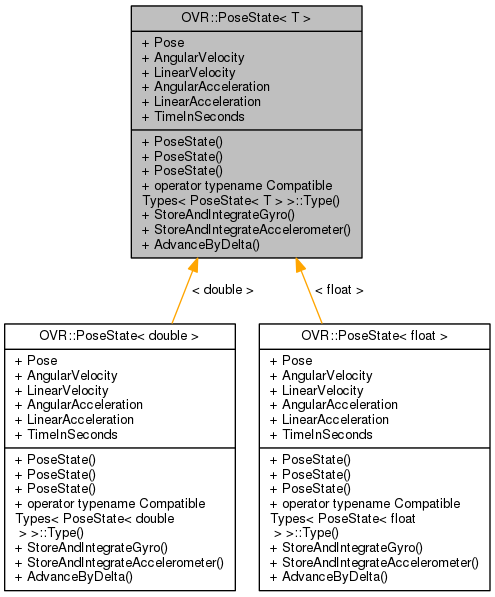 OVR::PoseState< T >
+ Pose
+ AngularVelocity
+ LinearVelocity
+ AngularAcceleration
+ LinearAcceleration
+ TimeInSeconds
+ PoseState()
+ PoseState()
+ PoseState()
+ operator typename Compatible
Types< PoseState< T > >::Type()
+ StoreAndIntegrateGyro()
+ StoreAndIntegrateAccelerometer()
+ AdvanceByDelta()
< double >
< float >
OVR::PoseState< double >
+ Pose
+ AngularVelocity
+ LinearVelocity
+ AngularAcceleration
+ LinearAcceleration
+ TimeInSeconds
+ PoseState()
+ PoseState()
+ PoseState()
+ operator typename Compatible
Types< PoseState< double
> >::Type()
+ StoreAndIntegrateGyro()
+ StoreAndIntegrateAccelerometer()
+ AdvanceByDelta()
OVR::PoseState< float >
+ Pose
+ AngularVelocity
+ LinearVelocity
+ AngularAcceleration
+ LinearAcceleration
+ TimeInSeconds
+ PoseState()
+ PoseState()
+ PoseState()
+ operator typename Compatible
Types< PoseState< float
> >::Type()
+ StoreAndIntegrateGyro()
+ StoreAndIntegrateAccelerometer()
+ AdvanceByDelta()